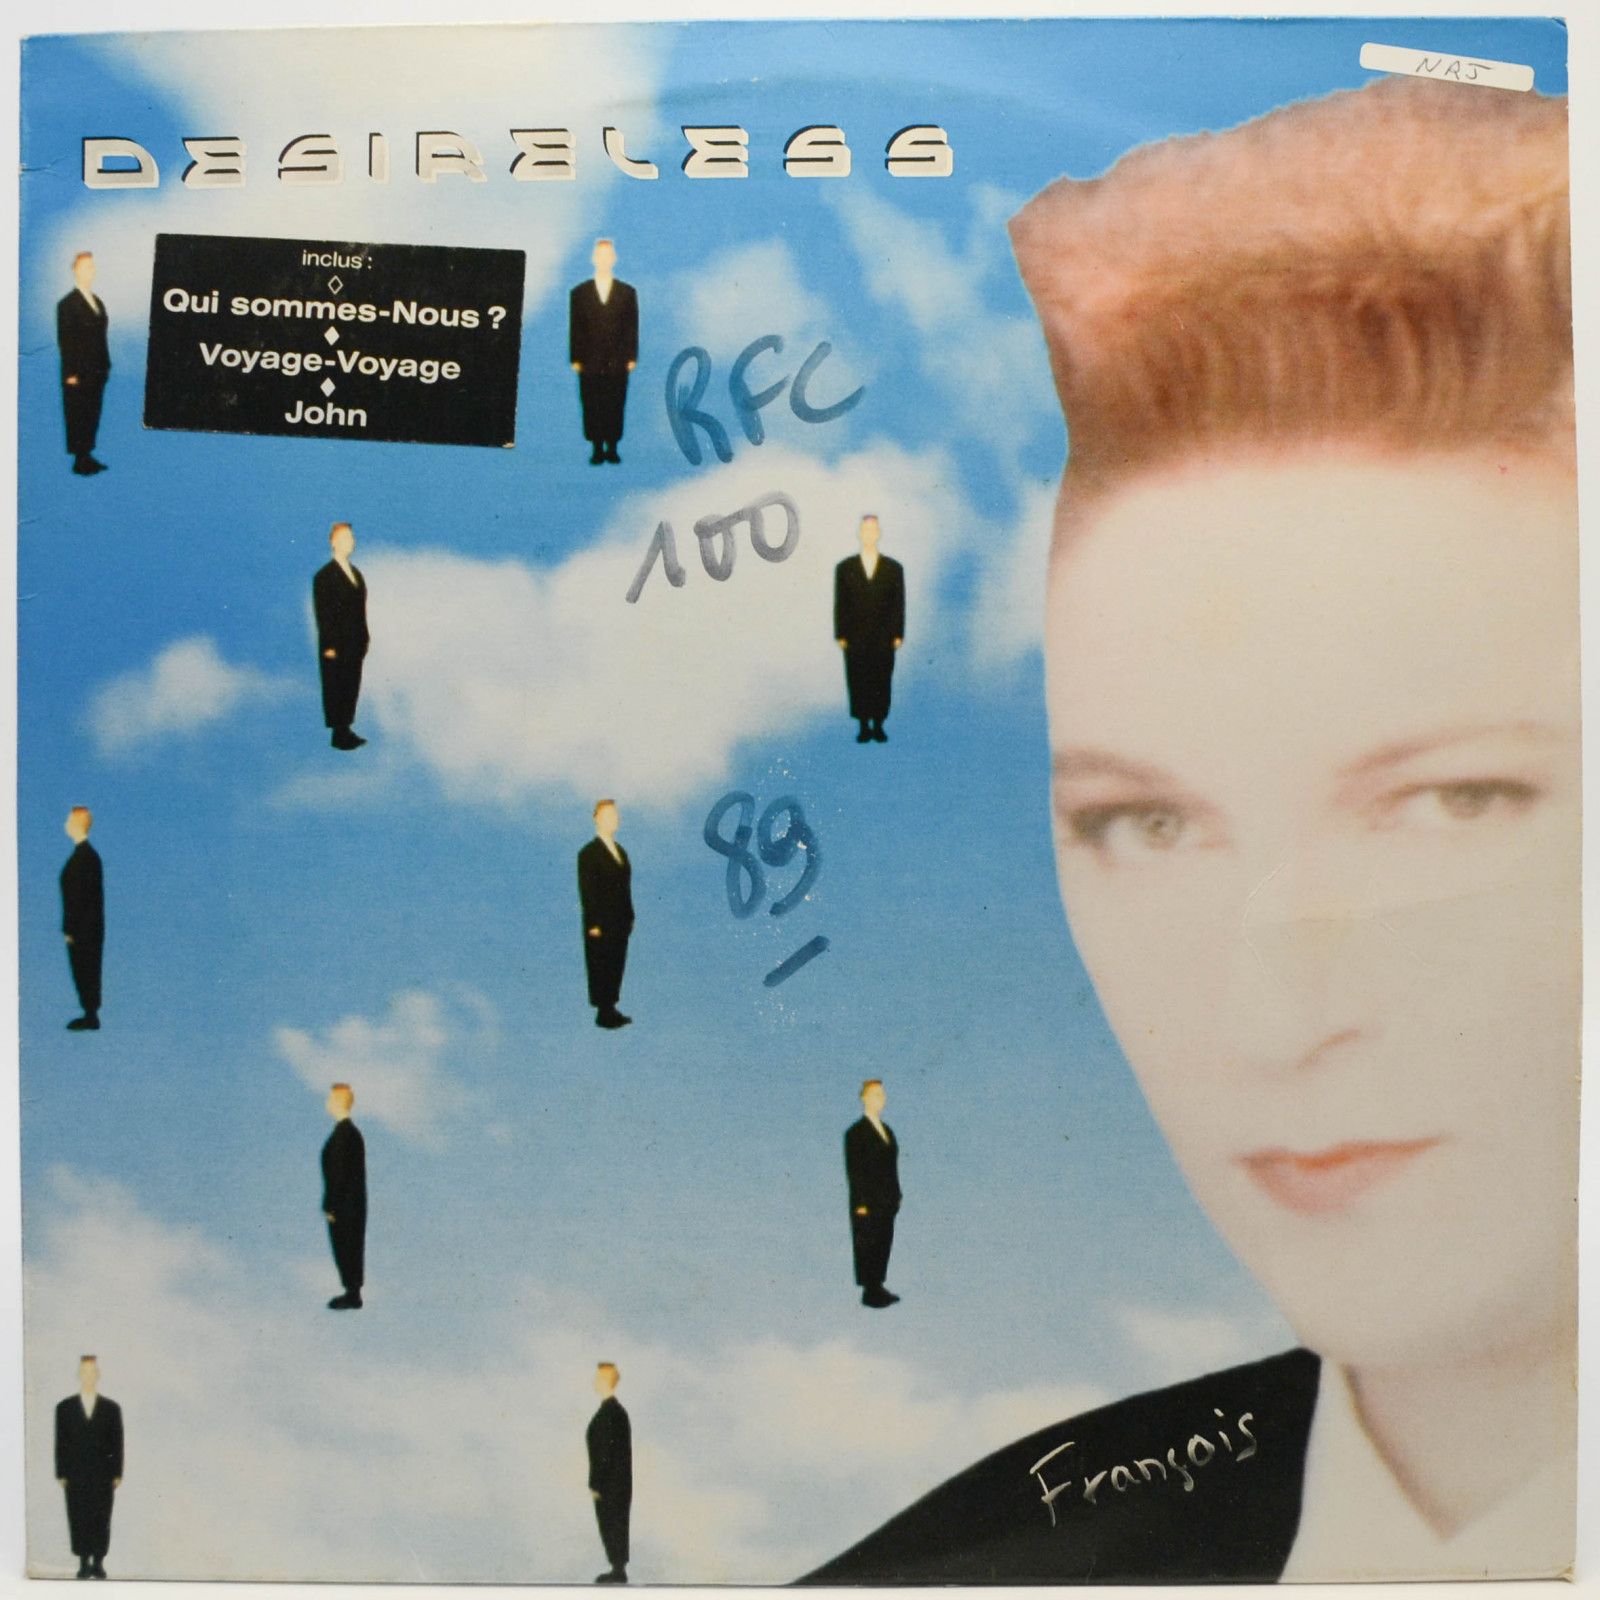 NRJ
DESIRELESS
inclus :
Qui sommes-Nous ?
Voyage-Voyage
John
RFC
100
89
François